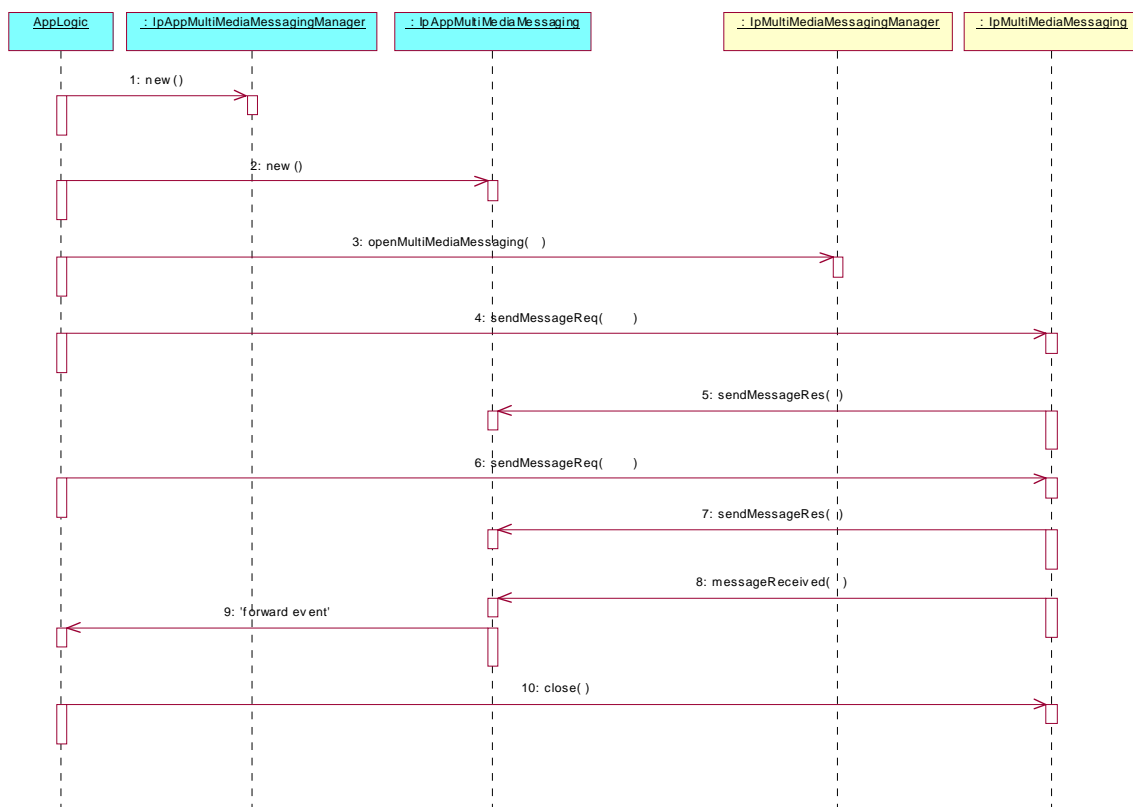 AppLogic
: IpAppMultiMediaMessagingManager
: IpAppMultiMediaMessaging
: IpMultiMediaMessagingManager
: IpMultiMediaMessaging
1: new()
2: new()
3: openMultiMediaMessaging( )
4: sendMessageReq( )
5: sendMessageRes( )
6: sendMessageReq( )
7: sendMessageRes( )
8: messageReceived( )
9: 'forward event'
10: close( )